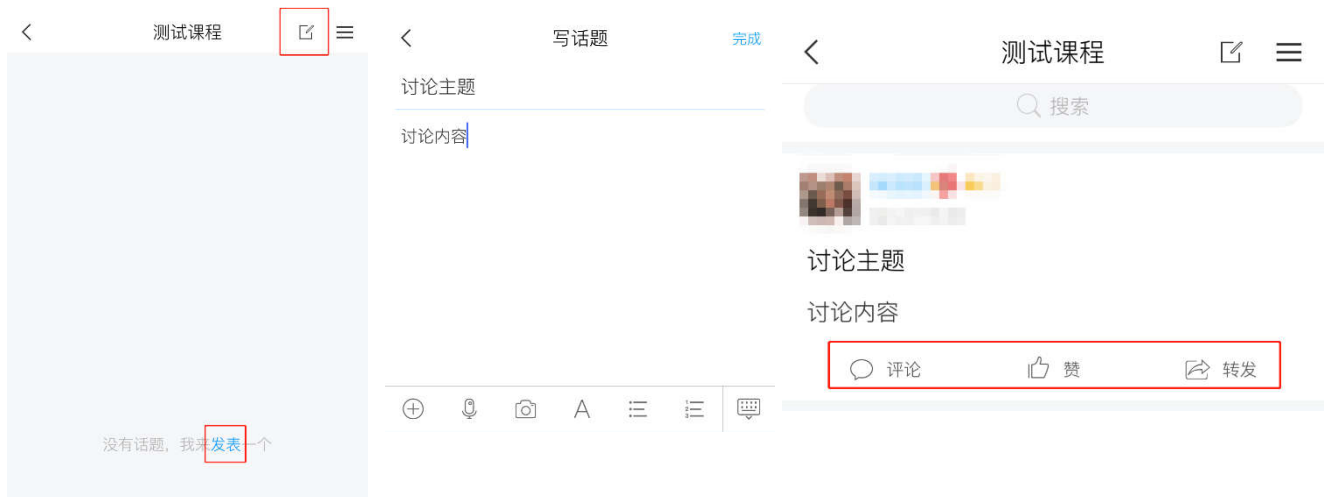 测试课程
没有话题，我来发表一个
写话题
完成
讨论主题
讨论内容
测试课程
搜索
讨论主题
讨论内容
评论
赞
转发